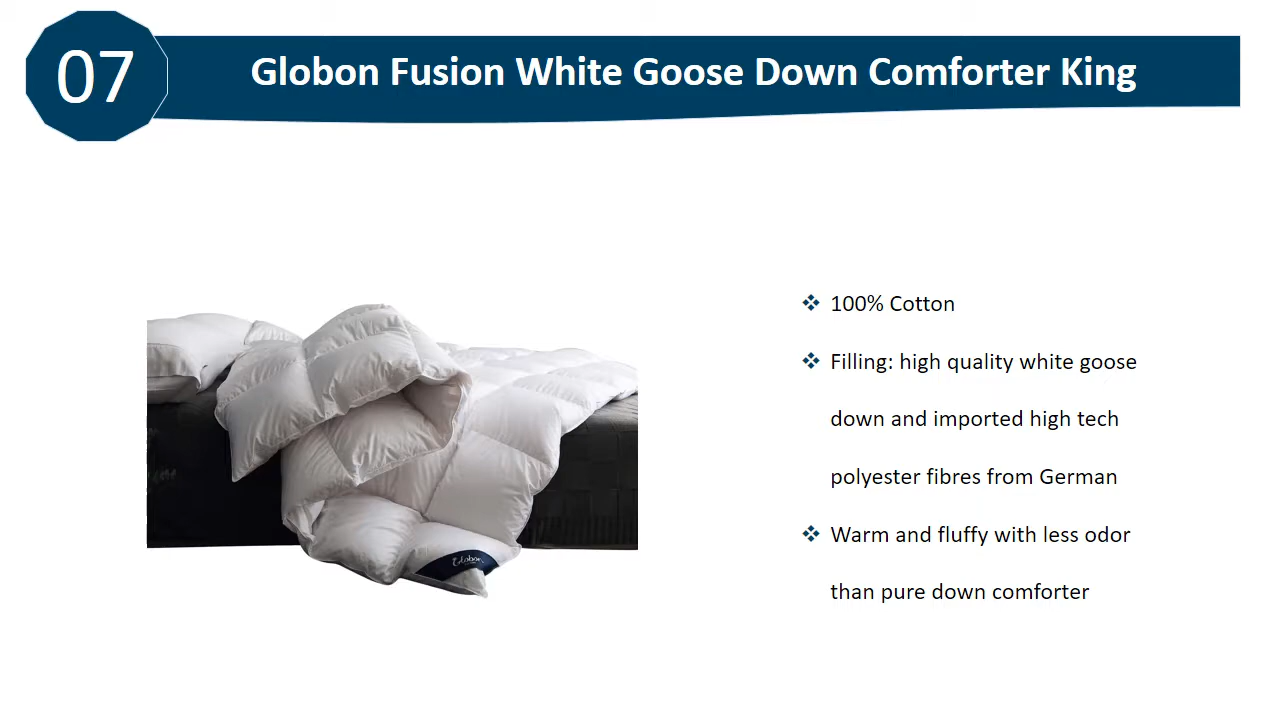 07
Globon Fusion White Goose Down Comforter King
100% Cotton
Filling: high quality white goose
down and imported high tech
polyester fibres from German
Warm and fluffy with less odor
than pure down comforter
Globon